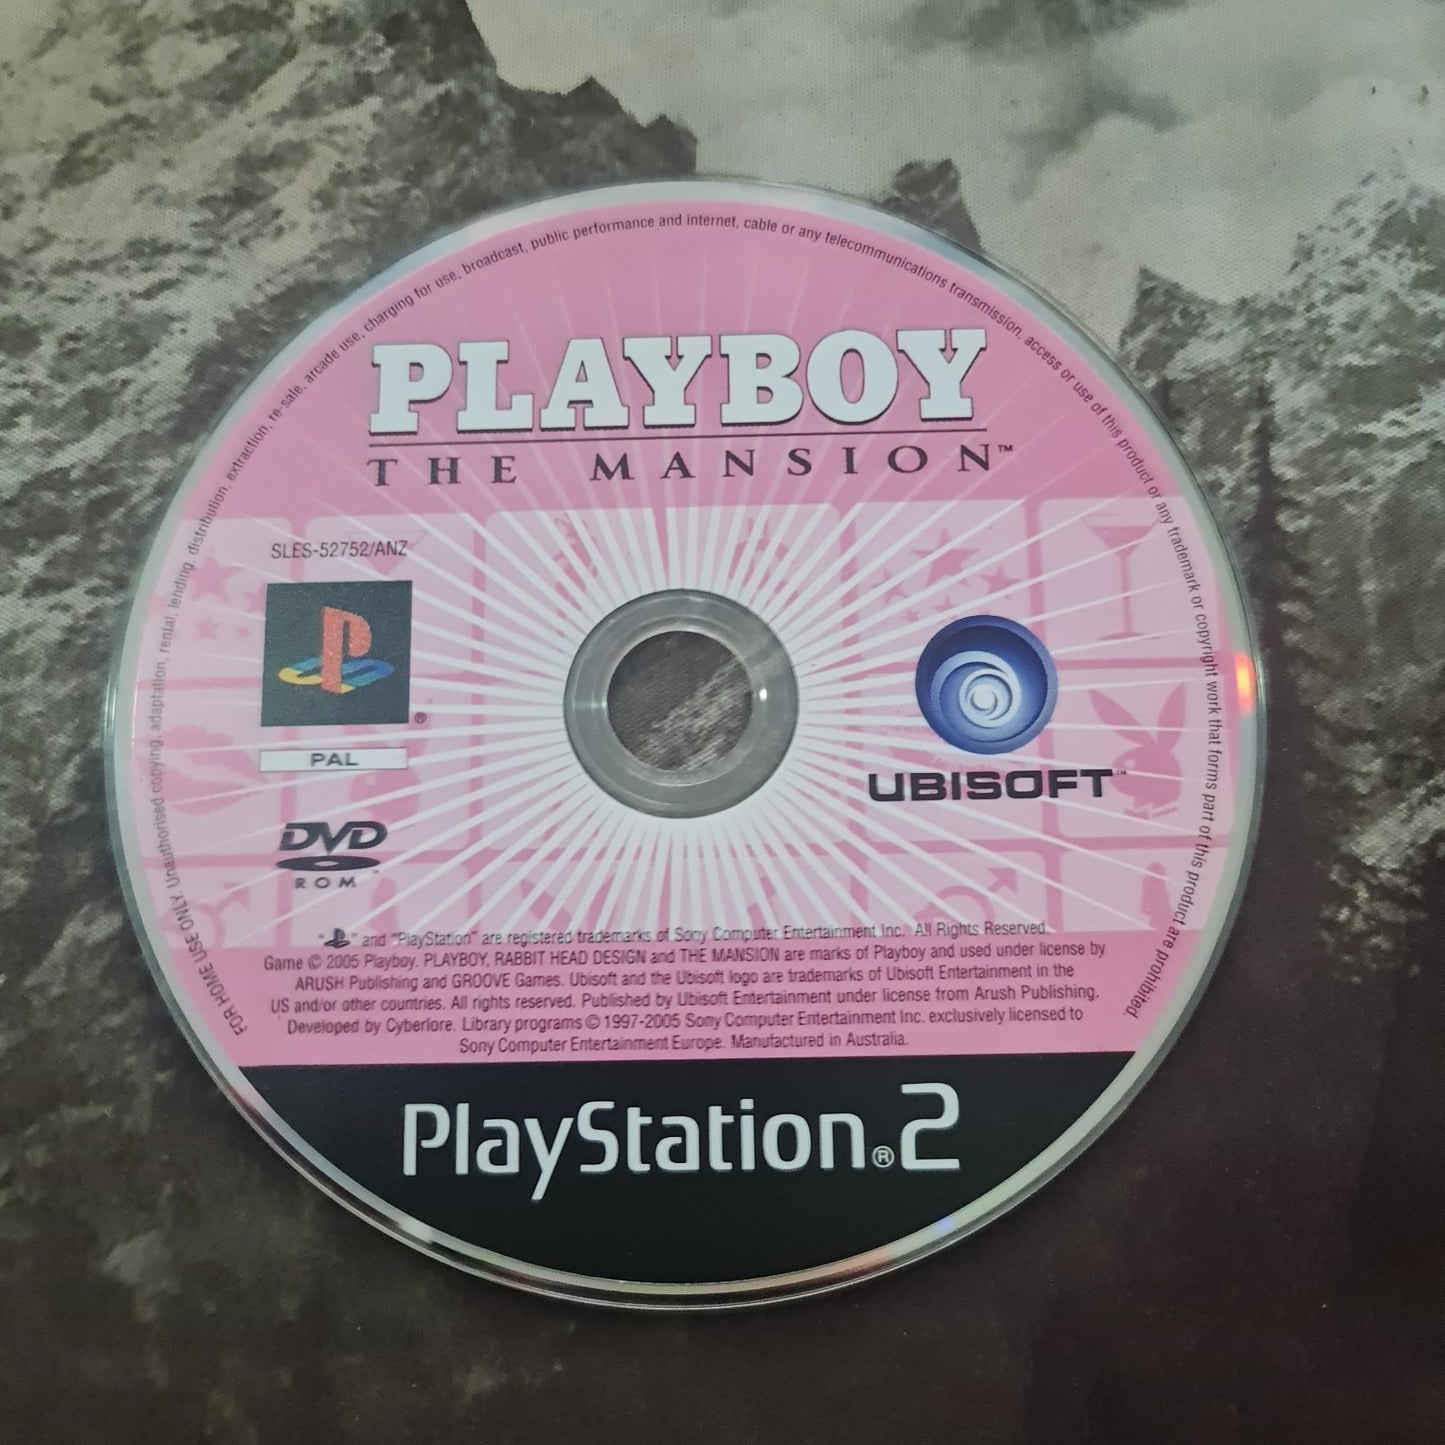 FOR HOME USE ONLY. Unauthorised copying, adaptation, rental, lending, distribution, extraction, re-sale, arcade use, charging for use, broadcast, public performance and internet, cable or any telecommunications transmission, access or use of this product or any trademark or copyright work that forms part of this product are prohibited.
PLAYBOY
THE MANSION™
SLES-52752/ANZ
®
PAL
UBISOFT™
DVD
ROM
" " and "PlayStation" are registered trademarks of Sony Computer Entertainment Inc. All Rights Reserved.
Game © 2005 Playboy. PLAYBOY, RABBIT HEAD DESIGN and THE MANSION are marks of Playboy and used under license by
ARUSH Publishing and GROOVE Games. Ubisoft and the Ubisoft logo are trademarks of Ubisoft Entertainment in the
US and/or other countries. All rights reserved. Published by Ubisoft Entertainment under license from Arush Publishing.
Developed by Cyberlore. Library programs © 1997-2005 Sony Computer Entertainment Inc. exclusively licensed to
Sony Computer Entertainment Europe. Manufactured in Australia.
PlayStation®2